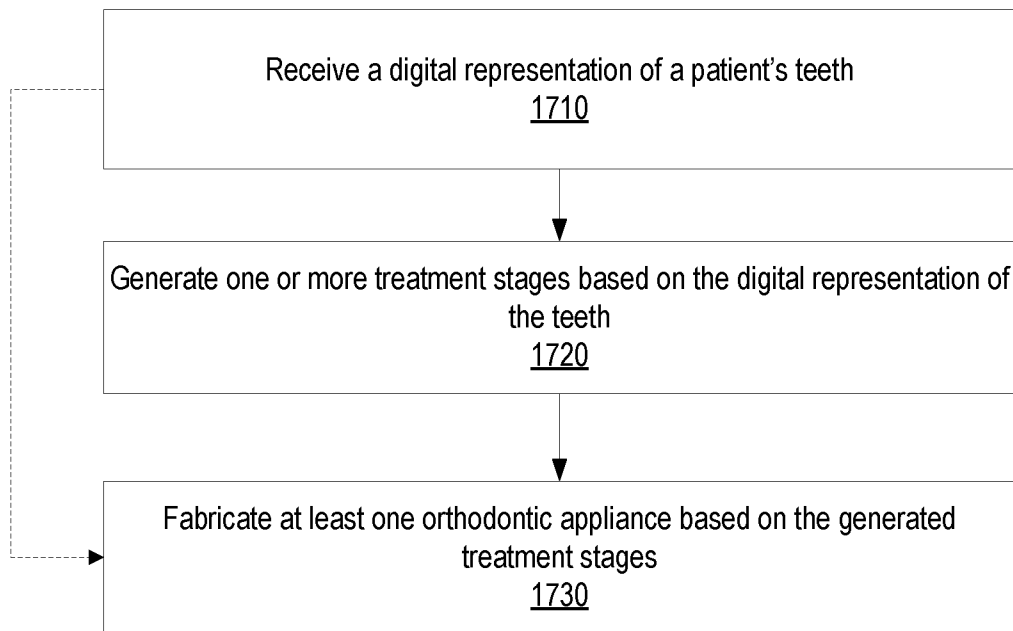 Receive a digital representation of a patient’s teeth
1710
Generate one or more treatment stages based on the digital representation of
the teeth
1720
Fabricate at least one orthodontic appliance based on the generated
treatment stages
1730